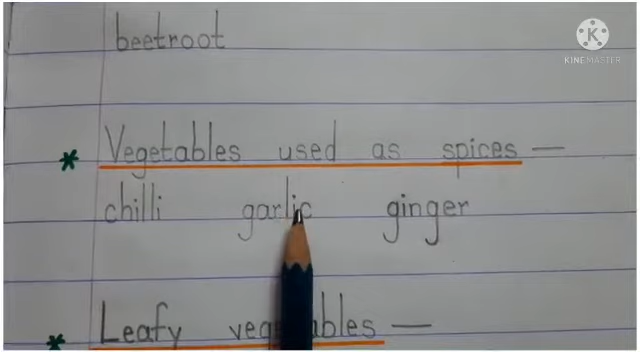 beetroot
K
KINEMASTER
* Vegetables used as spices —
chilli garlic ginger
* Leafy vegetables —